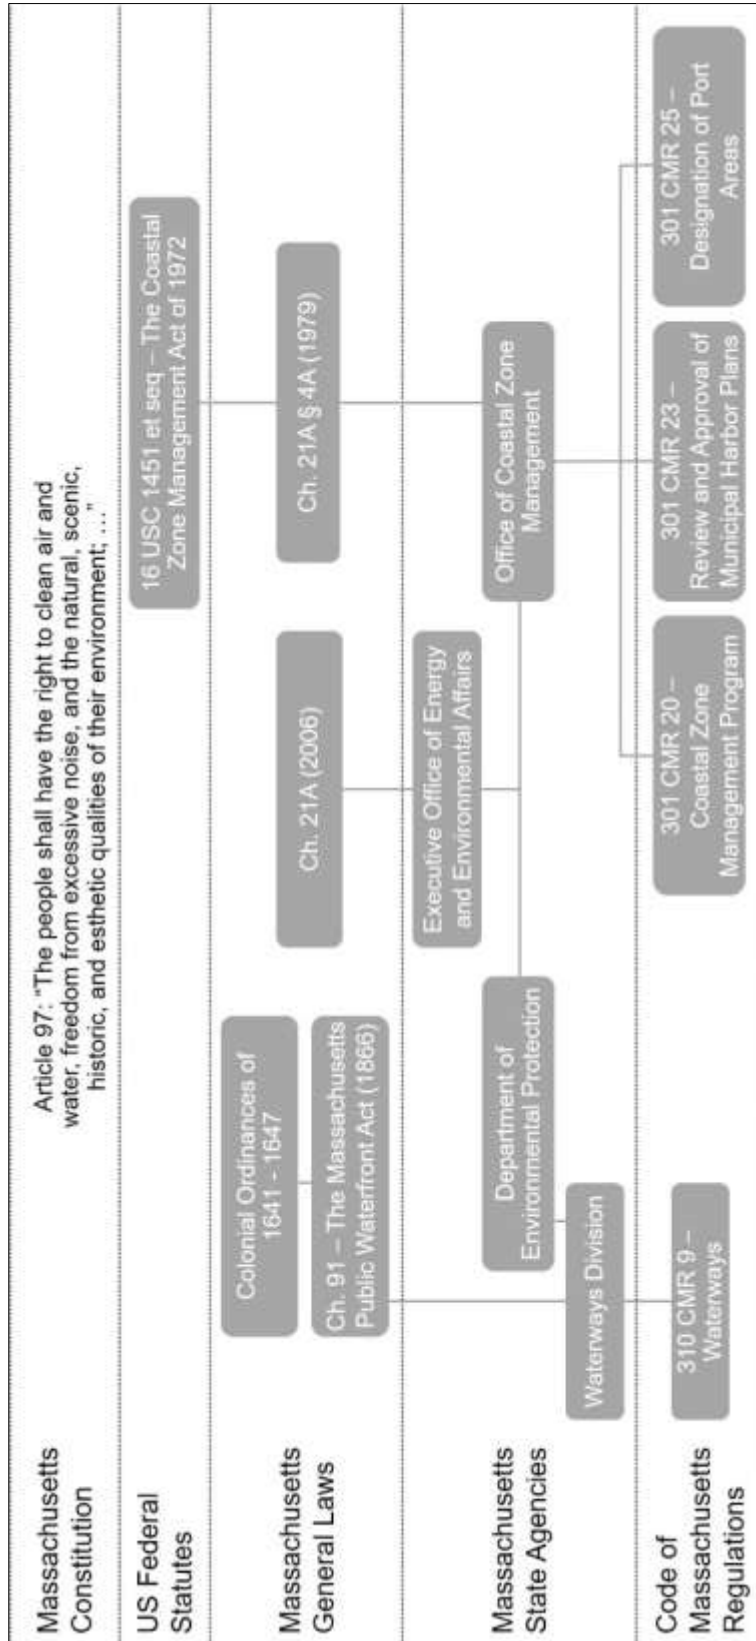 Massachusetts
Constitution
Article 97: “The people shall have the right to clean air and
water, freedom from excessive noise, and the natural, scenic,
historic, and esthetic qualities of their environment; …”
US Federal
Statutes
16 USC 1451 et seq – The Coastal
Zone Management Act of 1972
Massachusetts
General Laws
Colonial Ordinances of
1641 - 1647
Ch. 91 – The Massachusetts
Public Waterfront Act (1866)
Ch. 21A (2006)
Ch. 21A § 4A (1979)
Massachusetts
State Agencies
Executive Office of Energy
and Environmental Affairs
Department of
Environmental Protection
Office of Coastal Zone
Management
Waterways Division
Code of
Massachusetts
Regulations
310 CMR 9 –
Waterways
301 CMR 20 –
Coastal Zone
Management Program
301 CMR 23 –
Review and Approval of
Municipal Harbor Plans
301 CMR 25 –
Designation of Port
Areas